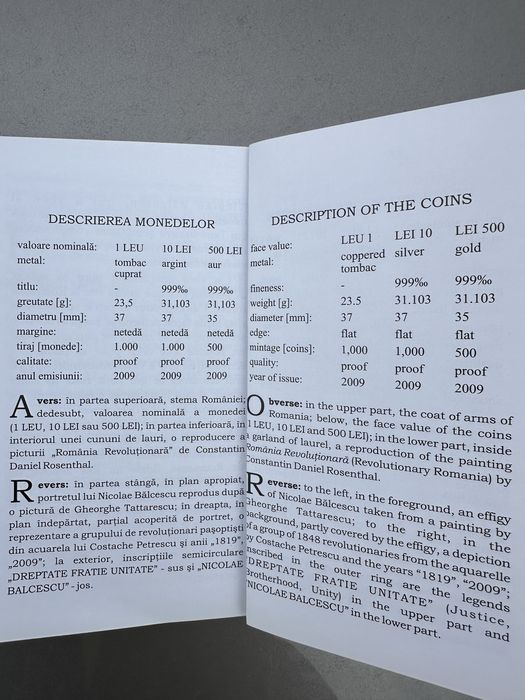 DESCRIEREA MONEDELOR
valoare nominală: 1 LEU 10 LEI 500 LEI
metal: tombac argint aur
cuprat
titlu: - 999‰ 999‰
greutate [g]: 23,5 31,103 31,103
diametru [mm]: 37 37 35
margine: netedă netedă netedă
tiraj [monede]: 1.000 1.000 500
calitate: proof proof proof
anul emisiunii: 2009 2009 2009
Avers: în partea superioară, stema României;
dedesubt, valoarea nominală a monedei
(1 LEU, 10 LEI sau 500 LEI); în partea inferioară, în
interiorul unei cununi de lauri, o reproducere a
picturii „România Revoluţionară" de Constantin
Daniel Rosenthal.
Revers: în partea stângă, în plan apropiat,
portretul lui Nicolae Bălcescu reprodus după
o pictură de Gheorghe Tattarescu; în dreapta, în
plan îndepărtat, parţial acoperită de portret, o
reprezentare a grupului de revoluţionari paşoptişti
din acuarela lui Costache Petrescu şi anii „1819",
„2009"; la exterior, inscripţiile semicirculare
„DREPTATE FRATIE UNITATE" - sus şi „NICOLAE
BALCESCU" - jos.
DESCRIPTION OF THE COINS
face value: LEU 1 LEI 10 LEI 500
metal: coppered silver gold
tombac
fineness: - 999‰ 999‰
weight [g]: 23.5 31.103 31.103
diameter [mm]: 37 37 35
edge: flat flat flat
mintage [coins]: 1,000 1,000 500
quality: proof proof proof
year of issue: 2009 2009 2009
Obverse: in the upper part, the coat of arms of
Romania; below, the face value of the coins
1 LEU, 10 LEI and 500 LEI); in the lower part, inside
a garland of laurel, a reproduction of the painting
România Revoluţionară (Revolutionary Romania) by
Constantin Daniel Rosenthal.
Reverse: to the left, in the foreground, an effigy
of Nicolae Bălcescu taken from a painting by
Gheorghe Tattarescu; to the right, in the
background, partly covered by the effigy, a depiction
of a group of 1848 revolutionaries from the aquarelle
by Costache Petrescu and the years "1819", "2009";
inscribed in the outer ring are the legends
DREPTATE FRATIE UNITATE" (Justice,
Brotherhood, Unity) in the upper part and
"NICOLAE BALCESCU" in the lower part.